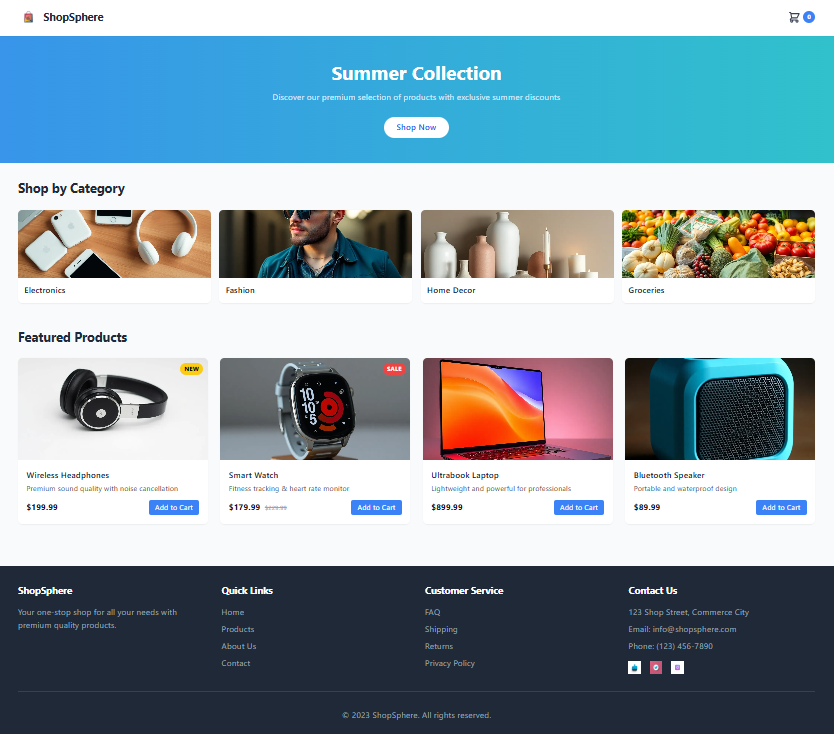 ShopSphere
0
Summer Collection
Discover our premium selection of products with exclusive summer discounts
Shop Now
Shop by Category
Electronics
Fashion
Home Decor
Groceries
Featured Products
NEW
SALE
10
10
5
Wireless Headphones
Premium sound quality with noise cancellation
$199.99
Add to Cart
Smart Watch
Fitness tracking & heart rate monitor
$179.99
Add to Cart
Ultrabook Laptop
Lightweight and powerful for professionals
$899.99
Add to Cart
Bluetooth Speaker
Portable and waterproof design
$89.99
Add to Cart
ShopSphere
Your one-stop shop for all your needs with
premium quality products.
Quick Links
Home
Products
About Us
Contact
Customer Service
FAQ
Shipping
Returns
Privacy Policy
Contact Us
123 Shop Street, Commerce City
Email: info@shopsphere.com
Phone: (123) 456-7890
© 2023 ShopSphere. All rights reserved.